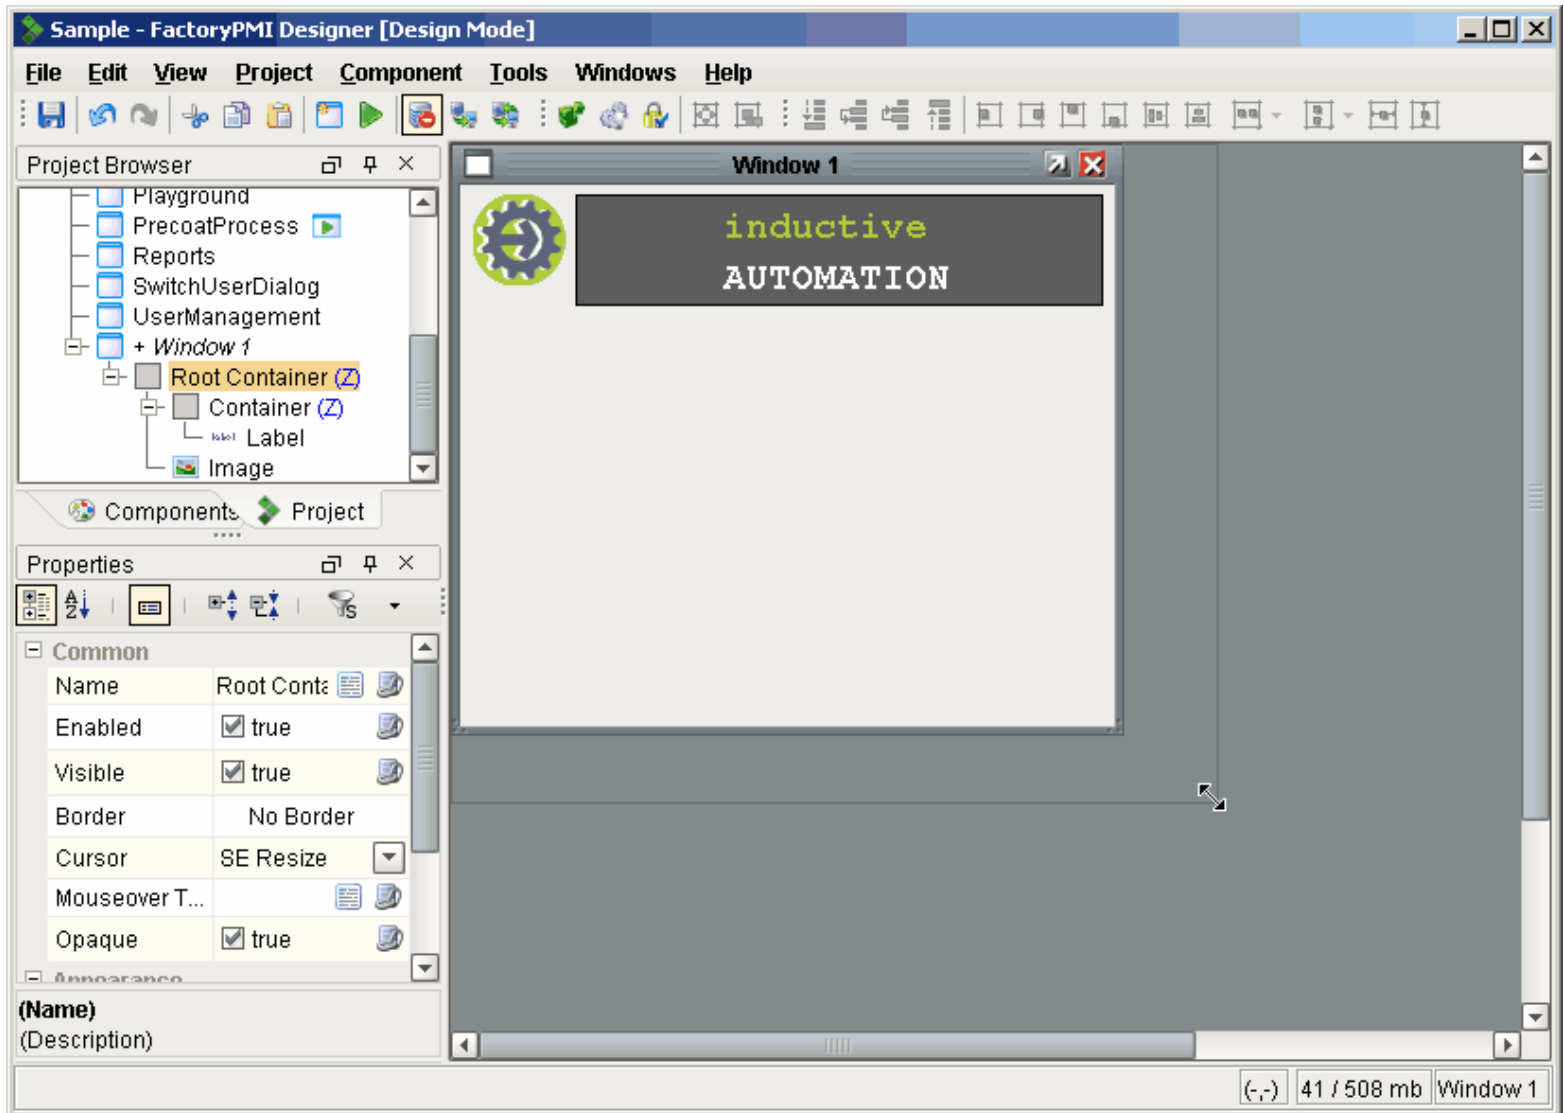 Sample - FactoryPMI Designer [Design Mode]
File Edit View Project Component Tools Windows Help
Project Browser
Playground
PrecoatProcess
Reports
SwitchUserDialog
UserManagement
+ Window 1
Root Container (Z)
Container (Z)
label Label
Image
Components Project
Properties
A
Z
S
Common
Name Root Conta
Enabled true
Visible true
Border No Border
Cursor SE Resize
Mouseover T...
Opaque true
Appearance
(Name)
(Description)
Window 1
inductive
AUTOMATION
(-,-) 41 / 508 mb Window 1